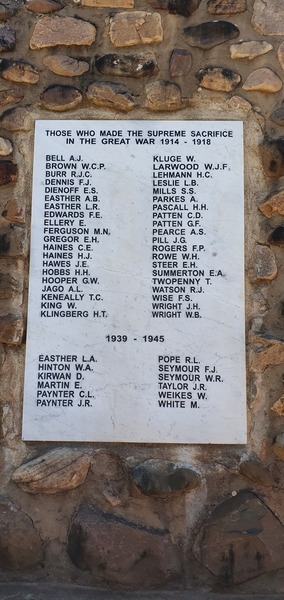 THOSE WHO MADE THE SUPREME SACRIFICE
IN THE GREAT WAR 1914 - 1918
BELL A.J.
BROWN W.C.P.
BURR R.J.C.
DENNIS F.J.
DIENOFF E.S.
EASTHER A.B.
EASTHER L.R.
EDWARDS F.E.
ELLERY E.
FERGUSON M.N.
GREGOR E.H.
HAINES C.E.
HAINES H.J.
HAWES J.E.
HOBBS H.H.
HOOPER G.W.
JAGO A.L.
KENEALLY T.C.
KING W.
KLINGBERG H.T.
KLUGE W.
LARWOOD W.J.F.
LEHMANN H.C.
LESLIE L.B.
MILLS S.S.
PARKES A.
PASCALL H.H.
PATTEN C.D.
PATTEN G.F.
PEARCE A.S.
PILL J.G.
ROGERS F.P.
ROWE W.H.
STEER E.H.
SUMMERTON E.A.
TWOPENNY T.
WATSON R.J.
WISE F.S.
WRIGHT J.H.
WRIGHT W.B.
1939 - 1945
EASTHER L.A.
HINTON W.A.
KIRWAN D.
MARTIN E.
PAYNTER C.L.
PAYNTER J.R.
POPE R.L.
SEYMOUR F.J.
SEYMOUR W.R.
TAYLOR J.R.
WEIKES W.
WHITE M.